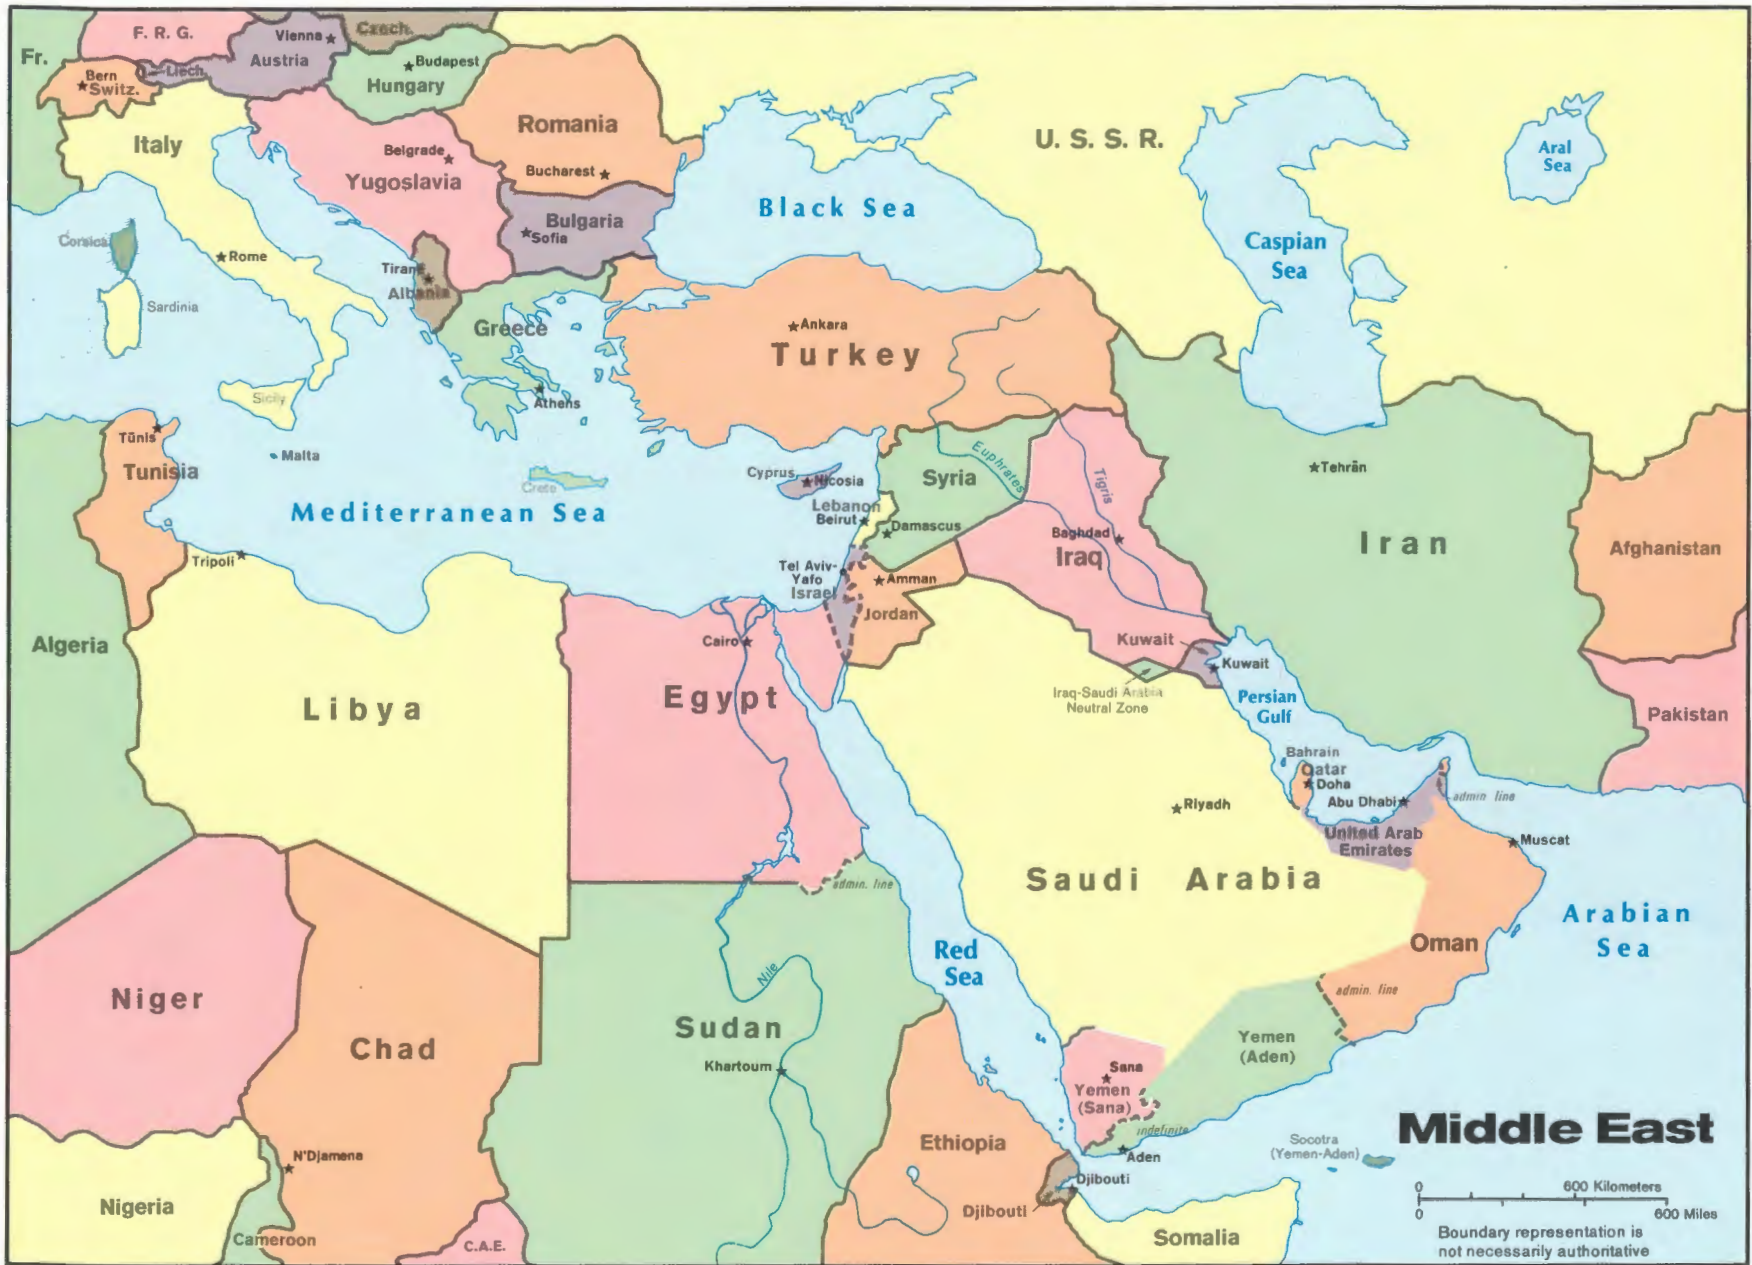 Fr.
F. R. G.
Vienna
Czech.
Bern
Switz.
Liech.
Austria
Budapest
Hungary
Romania
Bucharest
U. S. S. R.
Aral
Sea
Italy
Belgrade
Yugoslavia
Black Sea
Bulgaria
Sofia
Caspian
Sea
Corsica
Rome
Tiranë
Albania
Sardinia
Greece
Ankara
Turkey
Sicily
Athens
Tūnis
Tunisia
Malta
Crete
Cyprus
Nicosia
Syria
Euphrates
Tigris
Tehrān
Mediterranean Sea
Lebanon
Beirut
Damascus
Baghdad
Iraq
Iran
Afghanistan
Tripoli
Tel Aviv-
Yafo
Israel
Amman
Jordan
Algeria
Cairo
Kuwait
Kuwait
Iraq-Saudi Arabia
Neutral Zone
Persian
Gulf
Pakistan
Libya
Egypt
Bahrain
Qatar
Doha
Abu Dhabi
admin line
Riyadh
United Arab
Emirates
Muscat
Saudi Arabia
admin. line
Arabian
Sea
Oman
Red
Sea
Nile
admin. line
Niger
Chad
Sudan
Khartoum
Yemen
(Aden)
Sana
Yemen
(Sana)
indefinite
Aden
Middle East
Socotra
(Yemen-Aden)
Ethiopia
N'Djamena
Djibouti
Djibouti
Nigeria
Cameroon
C.A.E.
Somalia
0 600 Kilometers
0 600 Miles
Boundary representation is
not necessarily authoritative